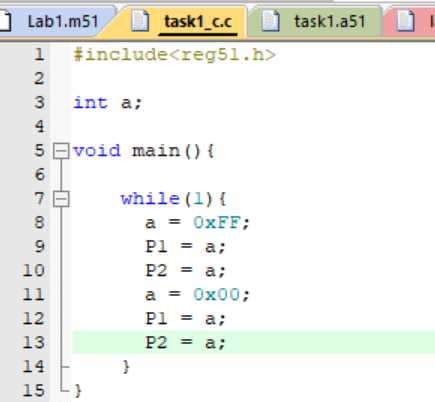 Lab1.m51 task1_c.c task1.a51
1 #include<reg51.h>
2
3 int a;
4
5 void main(){
6
7 while(1){
8 a = 0xFF;
9 P1 = a;
10 P2 = a;
11 a = 0x00;
12 P1 = a;
13 P2 = a;
14 }
15 }